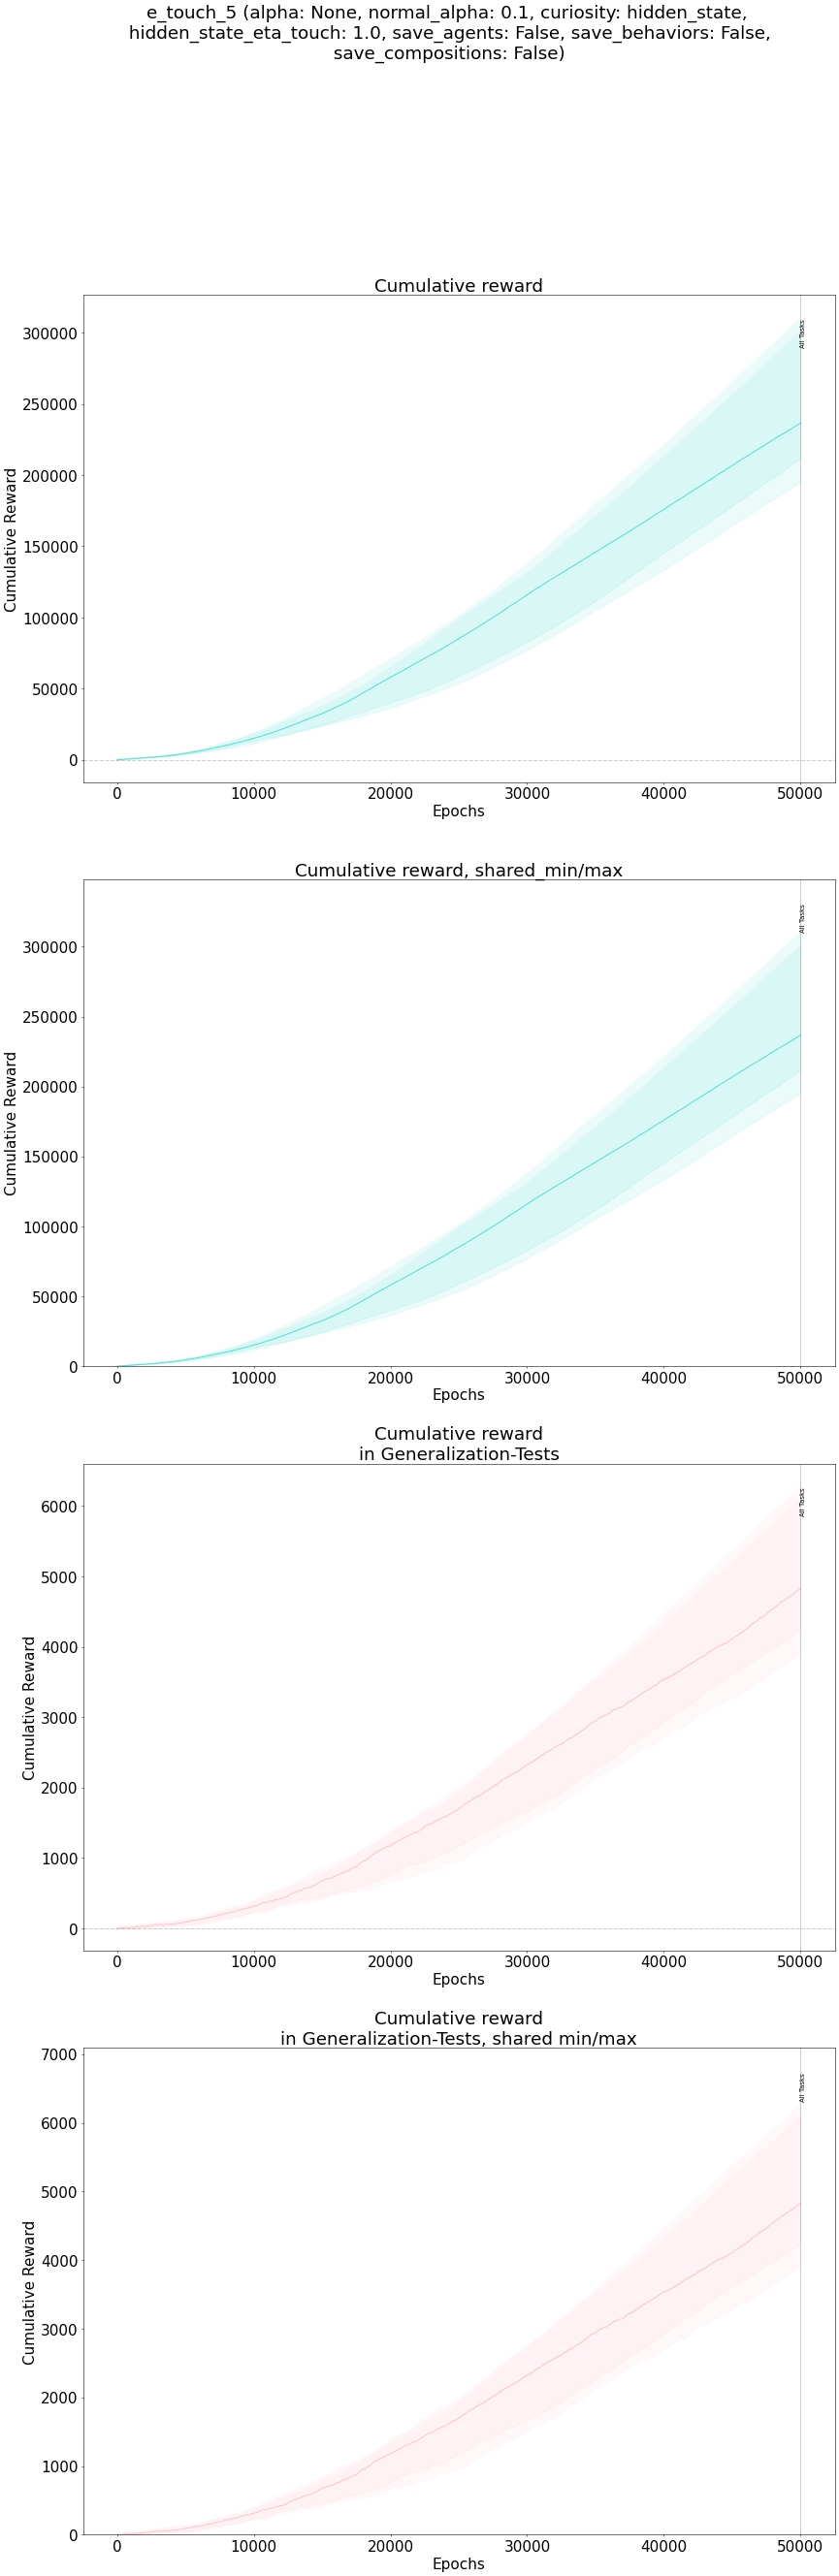 e_touch_5 (alpha: None, normal_alpha: 0.1, curiosity: hidden_state,
hidden_state_eta_touch: 1.0, save_agents: False, save_behaviors: False,
save_compositions: False)
Cumulative reward
300000
250000
200000
150000
100000
50000
0
Cumulative Reward
All Tasks
0 10000 20000 30000 40000 50000
Epochs
Cumulative reward, shared_min/max
300000
250000
200000
150000
100000
50000
0
Cumulative Reward
All Tasks
0 10000 20000 30000 40000 50000
Epochs
Cumulative reward
in Generalization-Tests
6000
5000
4000
3000
2000
1000
0
Cumulative Reward
All Tasks
0 10000 20000 30000 40000 50000
Epochs
Cumulative reward
in Generalization-Tests, shared min/max
7000
6000
5000
4000
3000
2000
1000
0
Cumulative Reward
All Tasks
0 10000 20000 30000 40000 50000
Epochs